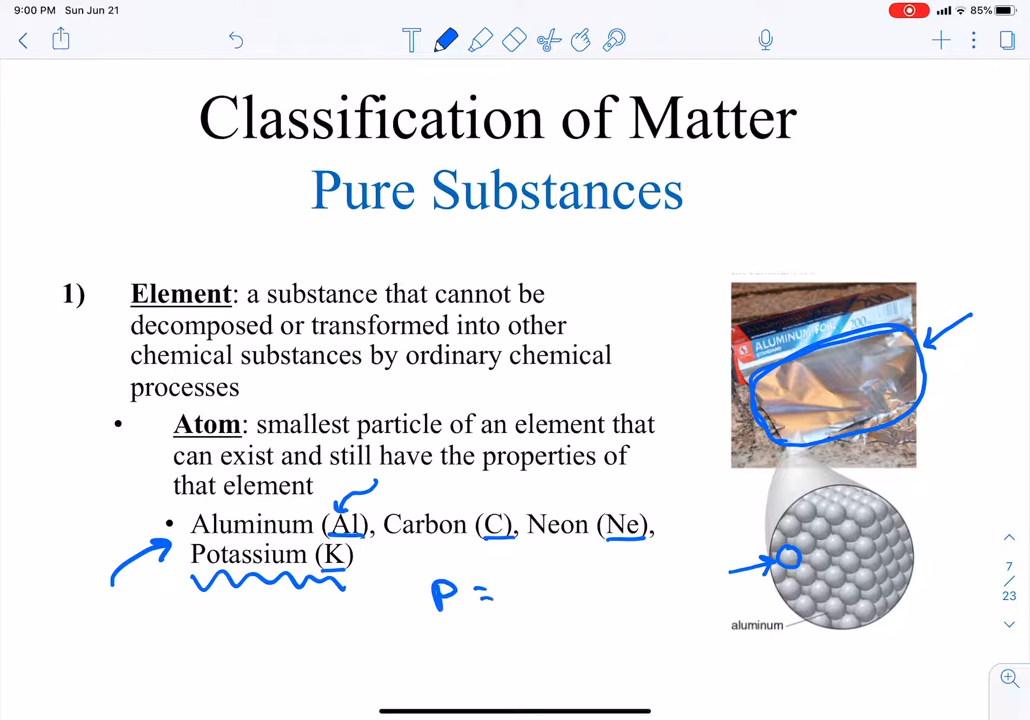 9:00 PM Sun Jun 21
85%
Classification of Matter
Pure Substances
1) Element: a substance that cannot be
decomposed or transformed into other
chemical substances by ordinary chemical
processes
• Atom: smallest particle of an element that
can exist and still have the properties of
that element
• Aluminum (Al), Carbon (C), Neon (Ne),
Potassium (K)
P =
ALUMINUM FOIL
STANDARD
200
aluminum
7
/
23